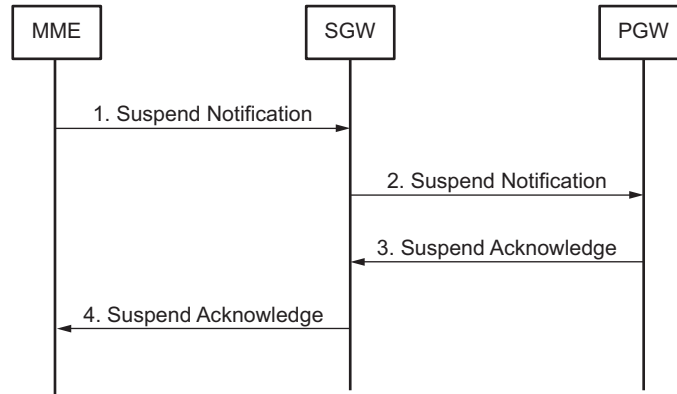 MME
SGW
PGW
1. Suspend Notification
2. Suspend Notification
3. Suspend Acknowledge
4. Suspend Acknowledge